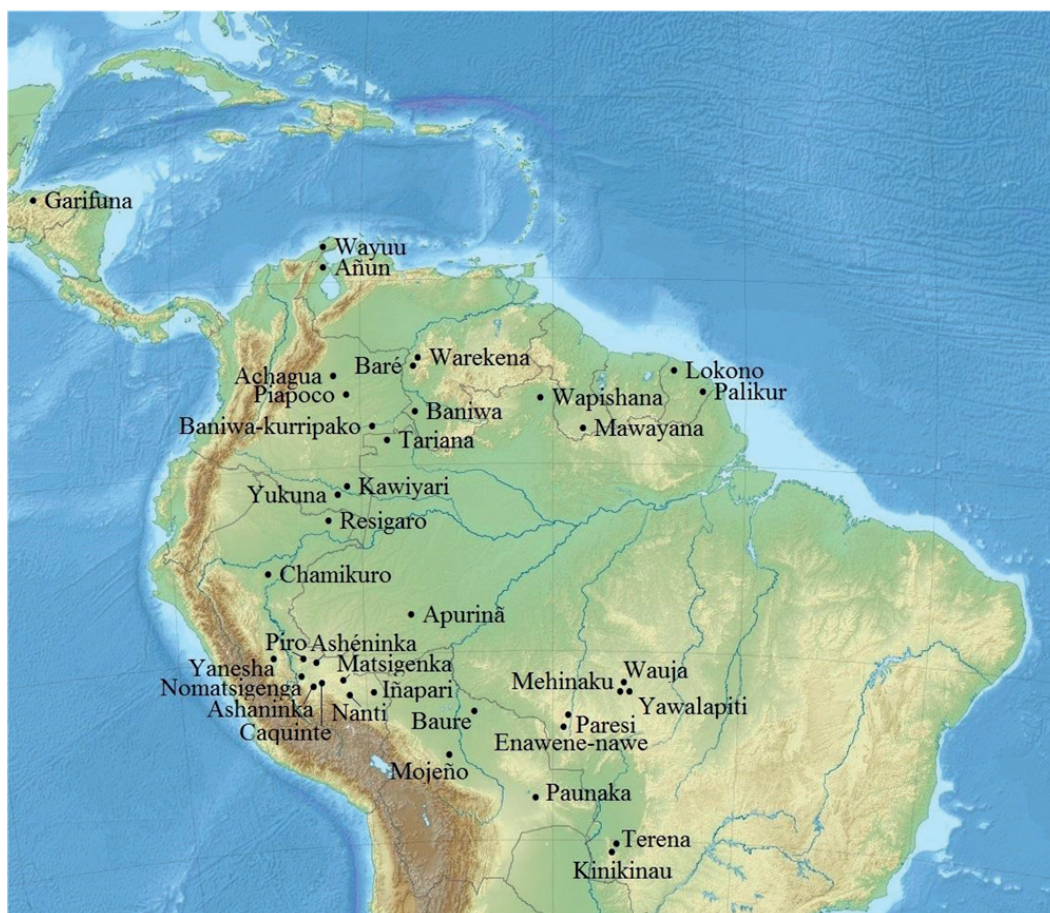 Garifuna
Wayuu
Añun
Warekena
Baré
Achagua
Piapoco
Lokono
Palikur
Wapishana
Baniwa
Baniwa-kurripako
Mawayana
Tariana
Kawiyari
Yukuna
Resigaro
Chamikuro
Apurinã
Piro
Ashéninka
Yanesha
Matsigenka
Wauja
Mehinaku
Nomatsigenga
Iñapari
Yawalapiti
Ashaninka
Nanti
Baure
Paresi
Caquinte
Enawene-nawe
Mojeño
Paunaka
Terena
Kinikinau